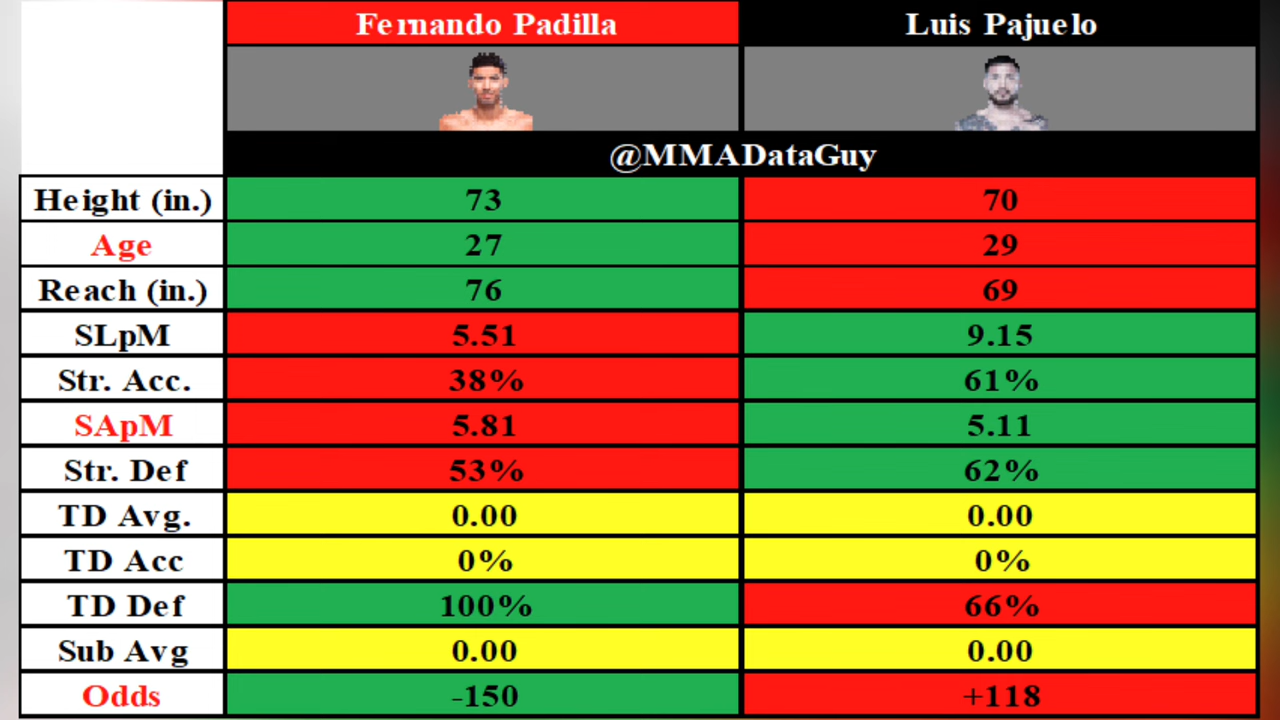 Fernando Padilla Luis Pajuelo
@MMADataGuy
Height (in.) 73 70
Age 27 29
Reach (in.) 76 69
SLpM 5.51 9.15
Str. Acc. 38% 61%
SApM 5.81 5.11
Str. Def 53% 62%
TD Avg. 0.00 0.00
TD Acc 0% 0%
TD Def 100% 66%
Sub Avg 0.00 0.00
Odds -150 +118